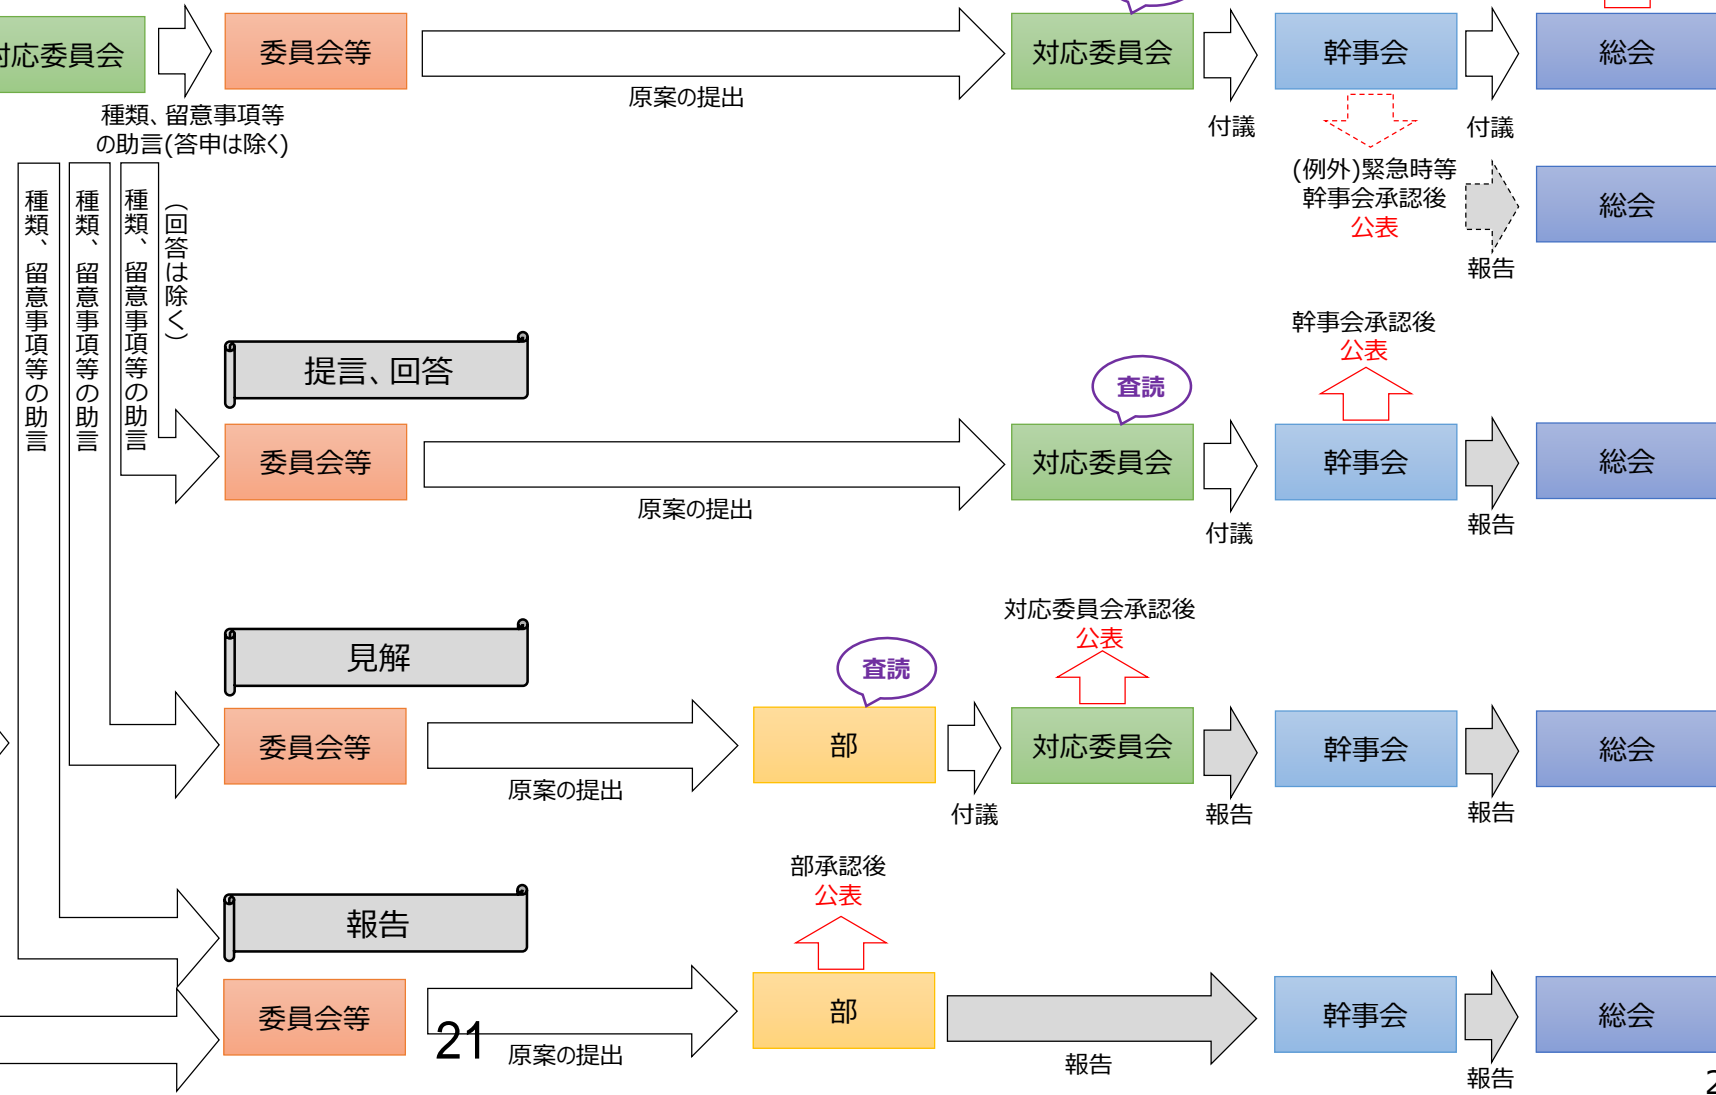 対応委員会
委員会等
対応委員会
幹事会
総会
種類、留意事項等
の助言(答申は除く)
原案の提出
付議
付議
(例外)緊急時等
幹事会承認後
公表
総会
報告
種類、留意事項等の助言
種類、留意事項等の助言
種類、留意事項等の助言
(回答は除く)
提言、回答
幹事会承認後
公表
査読
委員会等
対応委員会
幹事会
総会
原案の提出
付議
報告
見解
対応委員会承認後
公表
査読
委員会等
部
対応委員会
幹事会
総会
原案の提出
付議
報告
報告
報告
部承認後
公表
委員会等
部
幹事会
総会
21
原案の提出
報告
報告